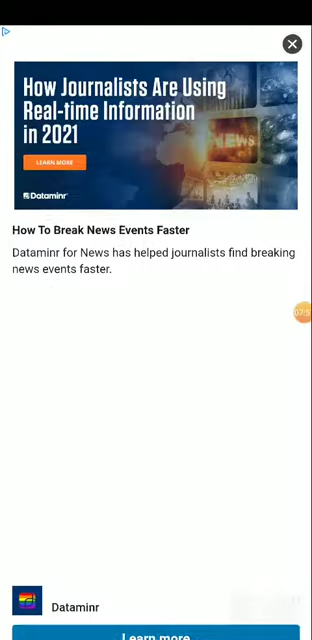 How Journalists Are Using
Real-time Information
in 2021
NEWS
LEARN MORE
Dataminr
How To Break News Events Faster
Dataminr for News has helped journalists find breaking
news events faster.
Dataminr
Learn more